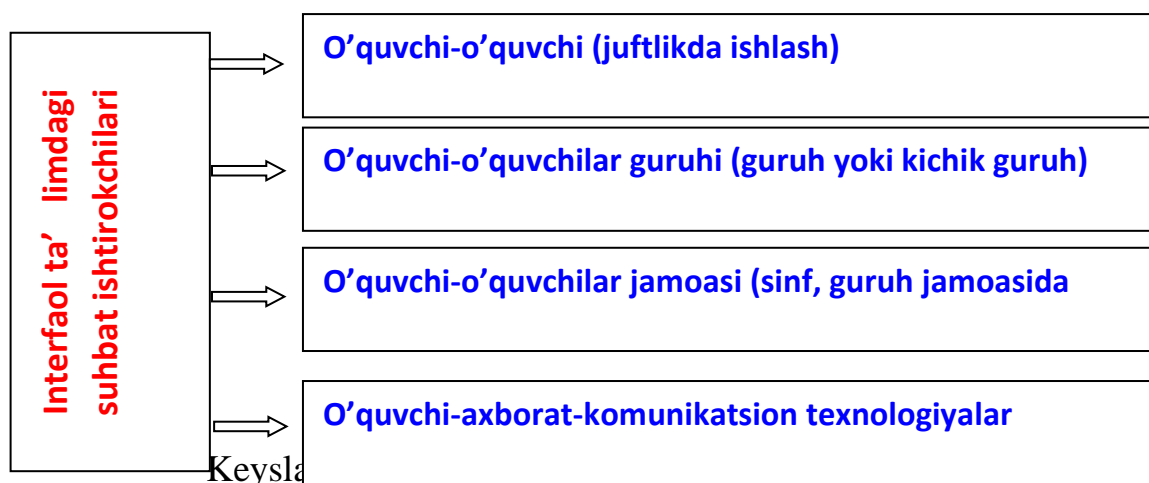 Interfaol ta’ limdagi
suhbat ishtirokchilari
O’quvchi-o’quvchi (juftlikda ishlash)
O’quvchi-o’quvchilar guruhi (guruh yoki kichik guruh)
O’quvchi-o’quvchilar jamoasi (sinf, guruh jamoasida
O’quvchi-axborat-komunikatsion texnologiyalar